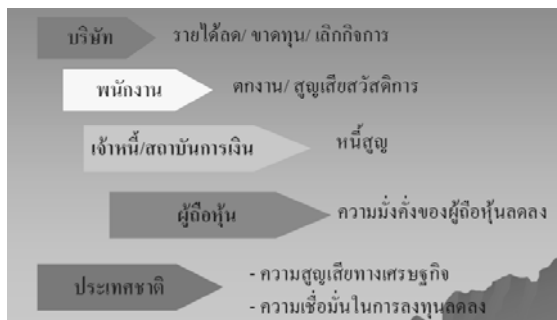 บริษัท รายได้ลด/ ขาดทุน/ เลิกกิจการ
พนักงาน ตกงาน/ สูญเสียสวัสดิการ
เจ้าหนี้/สถาบันการเงิน หนี้สูญ
ผู้ถือหุ้น ความมั่งคั่งของผู้ถือหุ้นลดลง
ประเทศชาติ - ความสูญเสียทางเศรษฐกิจ
- ความเชื่อมั่นในการลงทุนลดลง